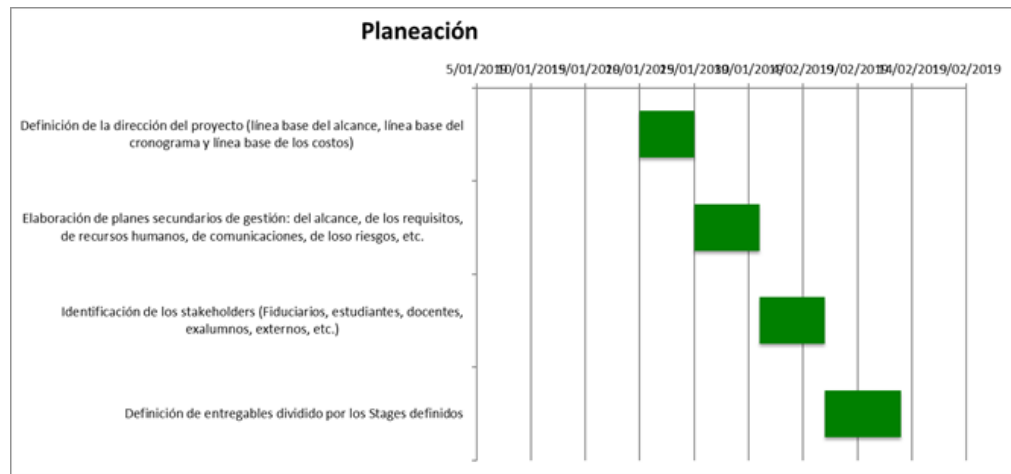 Planeación
5/01/2019 10/01/2019 15/01/2019 20/01/2019 25/01/2019 30/01/2019 4/02/2019 9/02/2019 14/02/2019 19/02/2019
Definición de la dirección del proyecto (línea base del alcance, línea base del
cronograma y línea base de los costos)
Elaboración de planes secundarios de gestión: del alcance, de los requisitos,
de recursos humanos, de comunicaciones, de loso riesgos, etc.
Identificación de los stakeholders (Fiduciarios, estudiantes, docentes,
exalumnos, externos, etc.)
Definición de entregables dividido por los Stages definidos